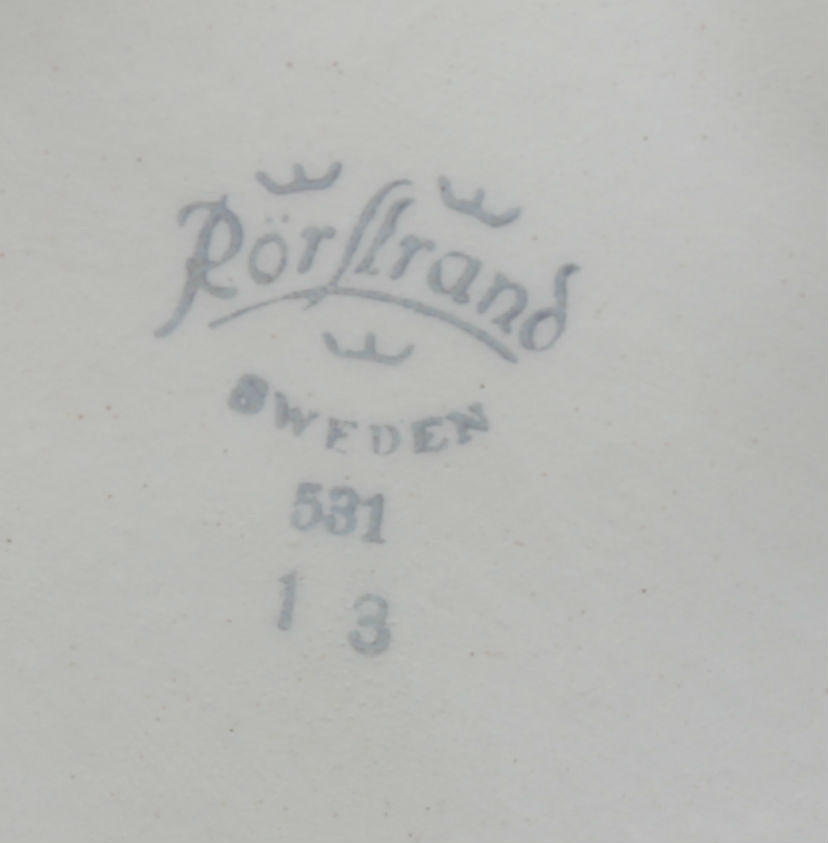 Rörstrand
SWEDEN
531
1 3